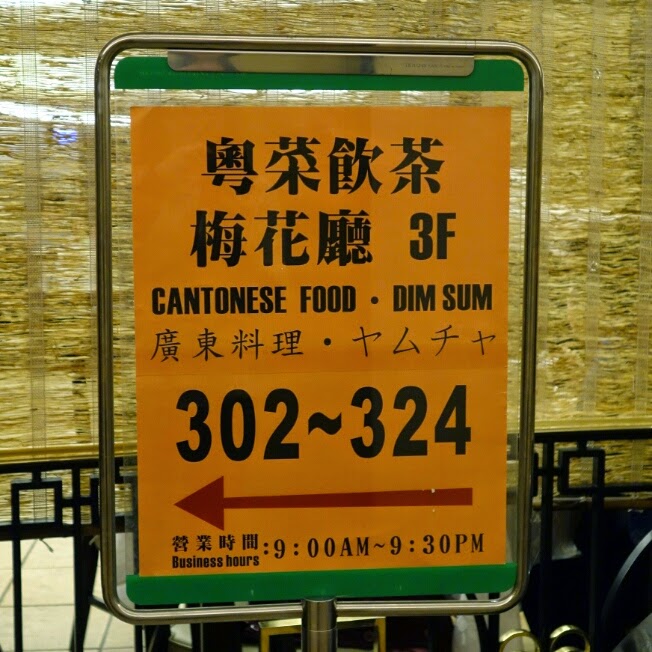 粵菜飲茶
梅花廳 3F
CANTONESE FOOD・DIM SUM
廣東料理・ヤムチャ
302~324
營業時間:9:00AM~9:30PM
Business hours